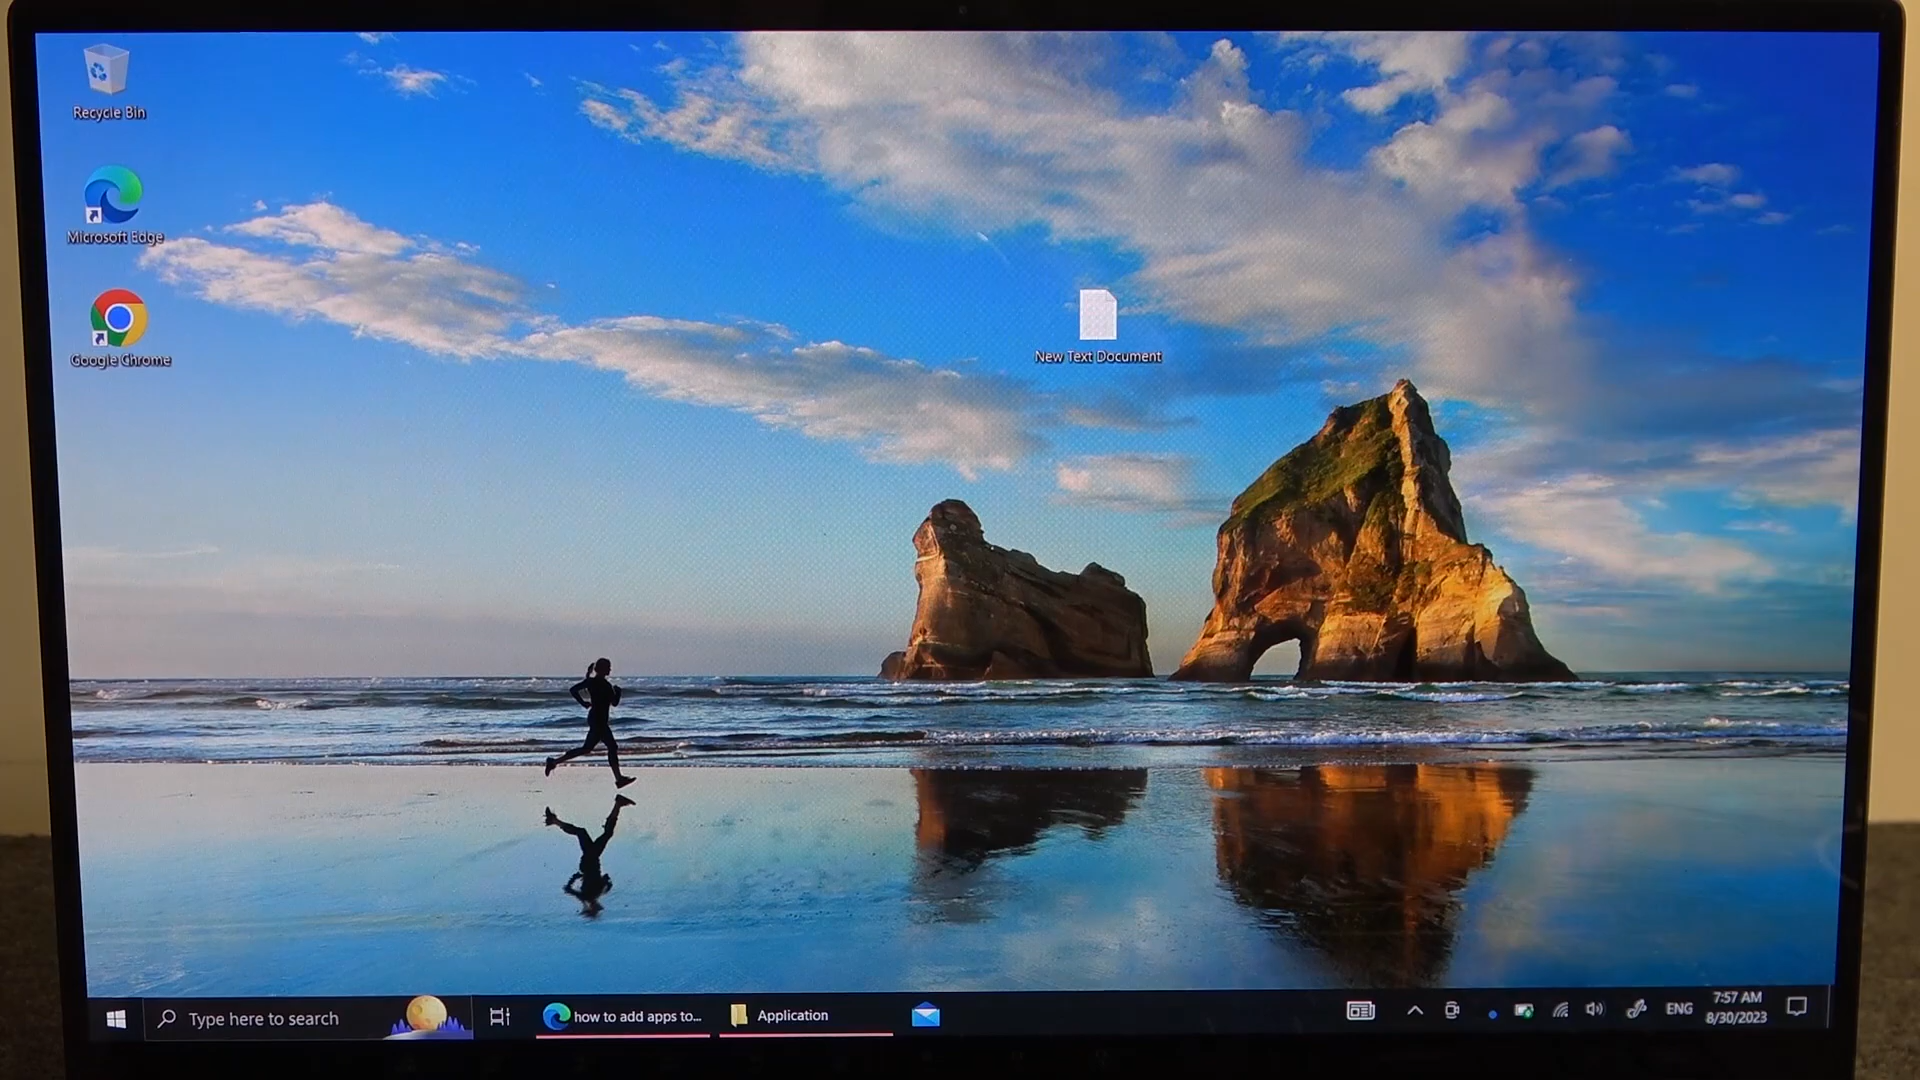 Recycle Bin
Microsoft Edge
Google Chrome
New Text Document
Type here to search
how to add apps to...
Application
ENG
7:57 AM
8/30/2023